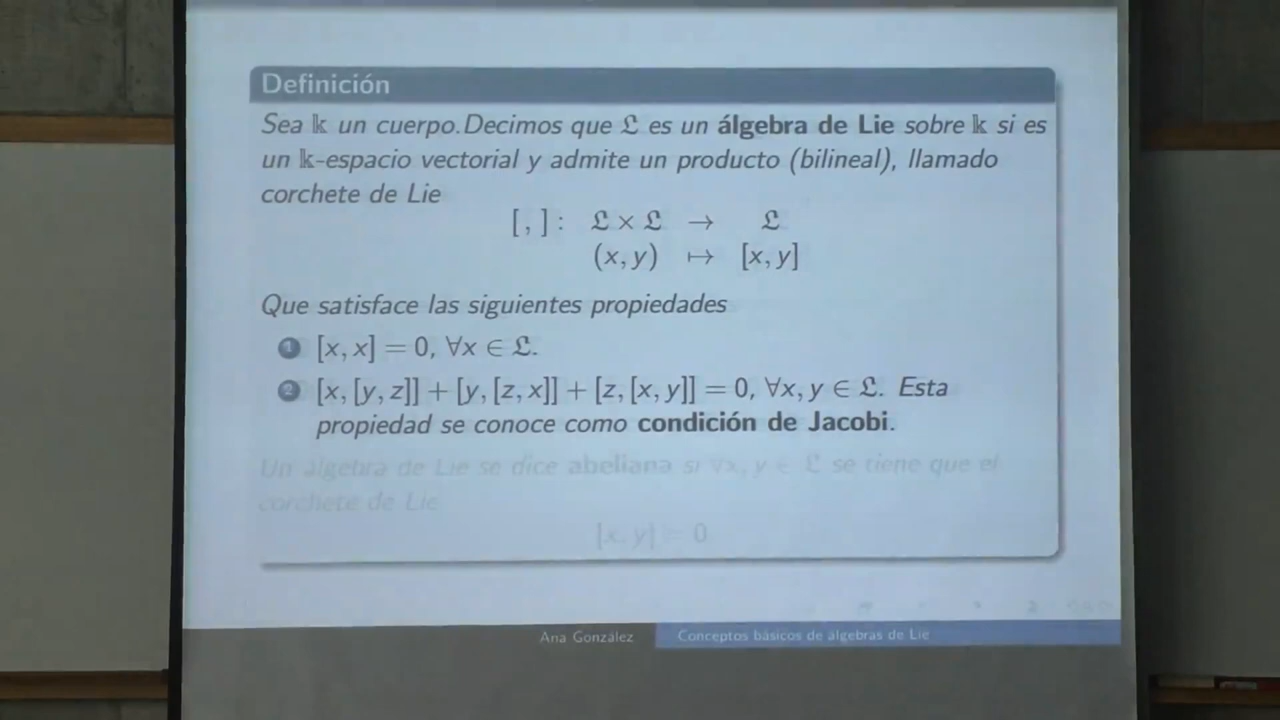 Definición
Sea 𝕜 un cuerpo.Decimos que 𝔏 es un álgebra de Lie sobre 𝕜 si es
un 𝕜-espacio vectorial y admite un producto (bilineal), llamado
corchete de Lie
[,]: 𝔏 × 𝔏 → 𝔏
(x, y) ↦ [x, y]
Que satisface las siguientes propiedades
1 [x, x] = 0, ∀x ∈ 𝔏.
2 [x, [y, z]] + [y, [z, x]] + [z, [x, y]] = 0, ∀x, y ∈ 𝔏. Esta
propiedad se conoce como condición de Jacobi.
Un álgebra de Lie se dice abeliana si ∀x, y ∈ 𝔏 se tiene que el
corchete de Lie
[x, y] = 0
Ana González Conceptos básicos de álgebras de Lie